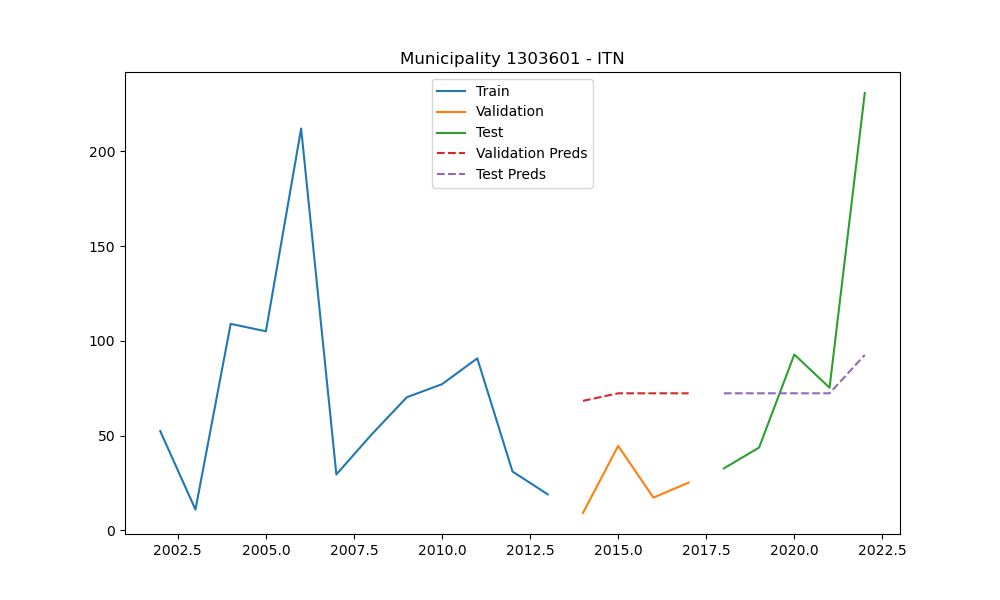 Municipality 1303601 - ITN
Train
Validation
Test
Validation Preds
Test Preds
200
150
100
50
0
2002.5 2005.0 2007.5 2010.0 2012.5 2015.0 2017.5 2020.0 2022.5